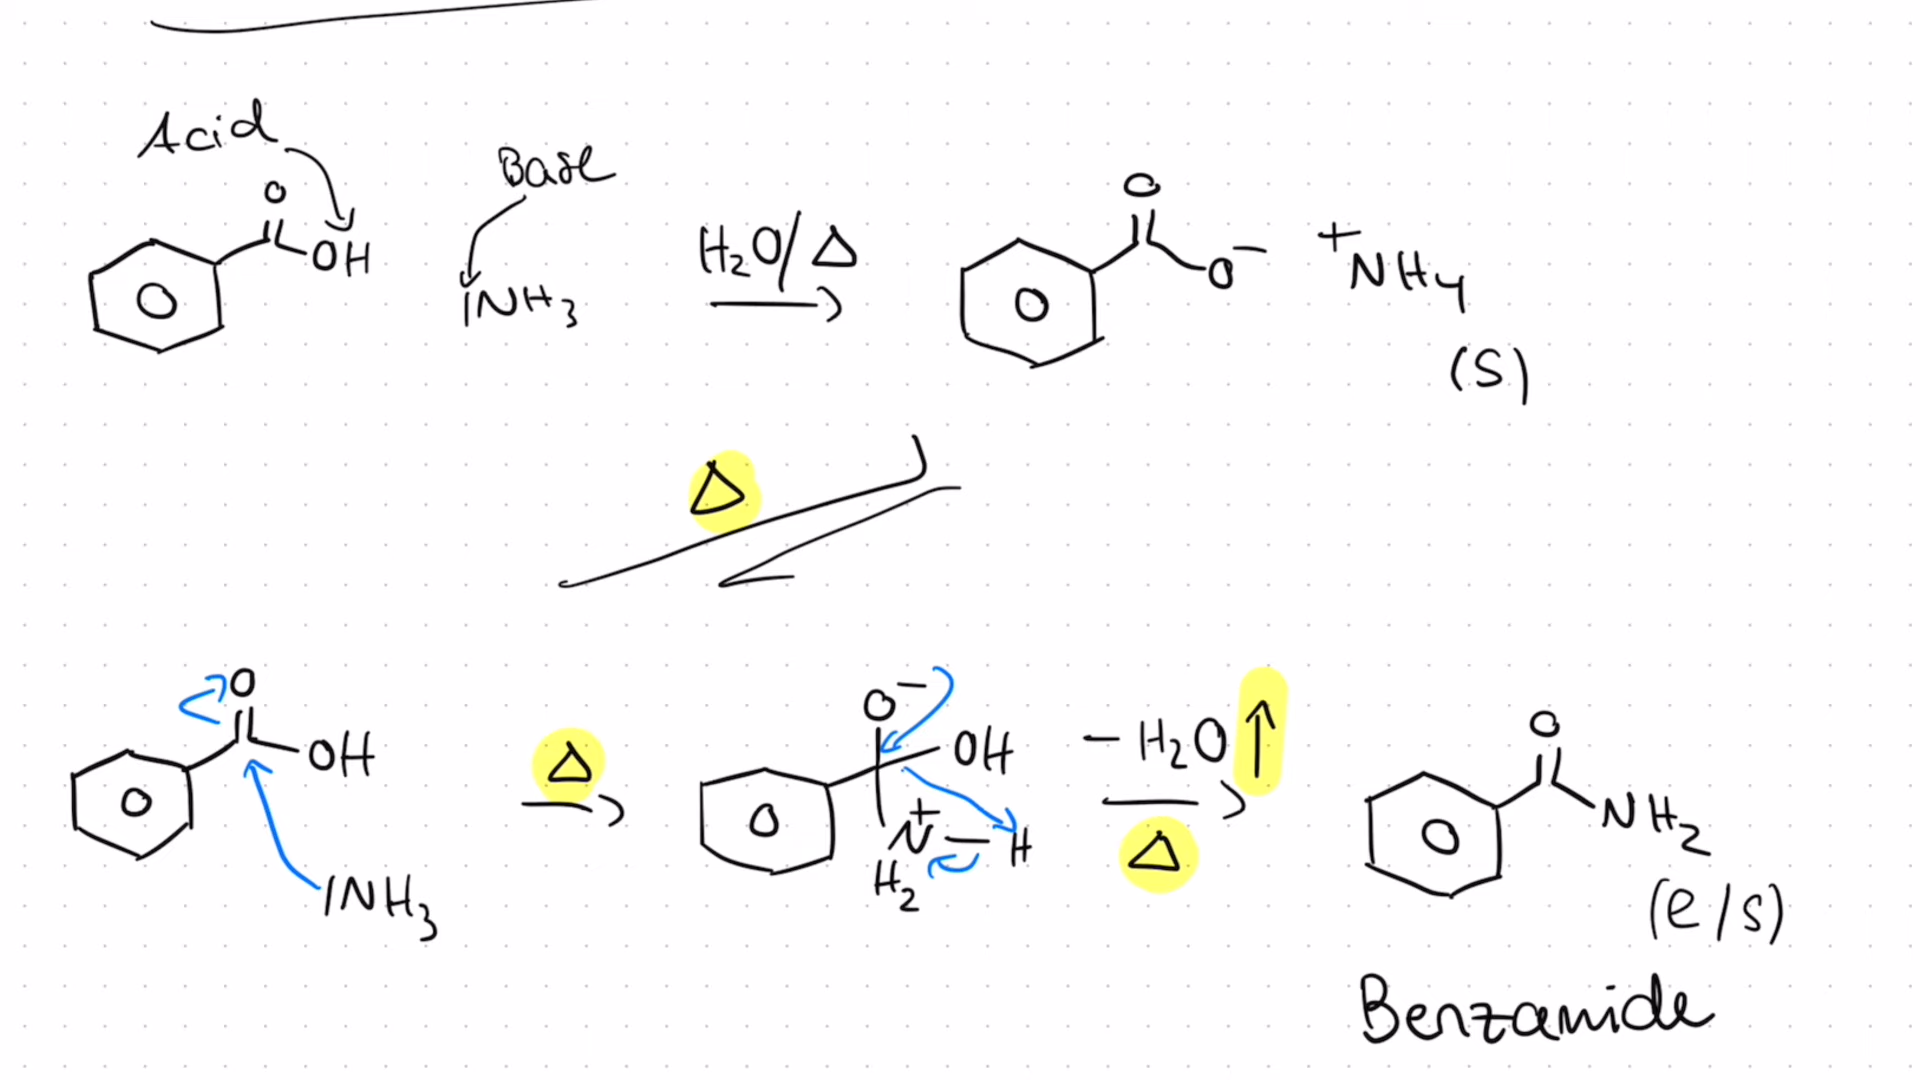 Acid
Base
O
OH
|NH3
H2O/Δ
O
O⁻
⁺NH4
(s)
Δ
O
OH
|NH3
Δ
O⁻
OH
N⁺–H
H2
– H2O ↑
Δ
O
NH2
(l/s)
Benzamide